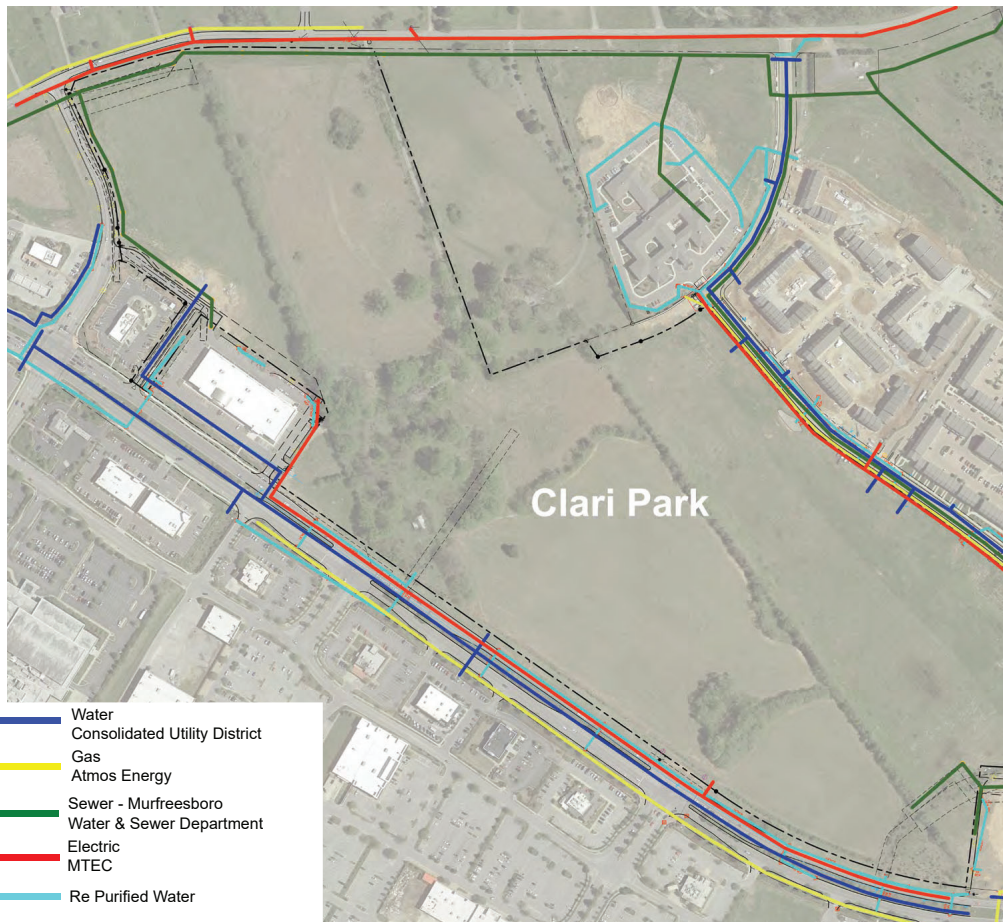 Clari Park
Water
Consolidated Utility District
Gas
Atmos Energy
Sewer - Murfreesboro
Water & Sewer Department
Electric
MTEC
Re Purified Water